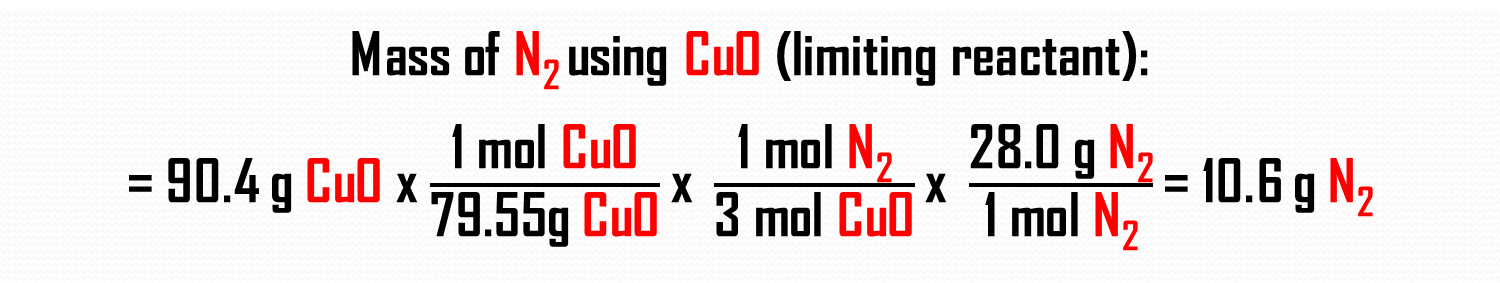 Mass of N2 using CuO (limiting reactant):
1 mol CuO 1 mol N2 28.0 g N2
= 90.4 g CuO x x x = 10.6 g N2
79.55g CuO 3 mol CuO 1 mol N2